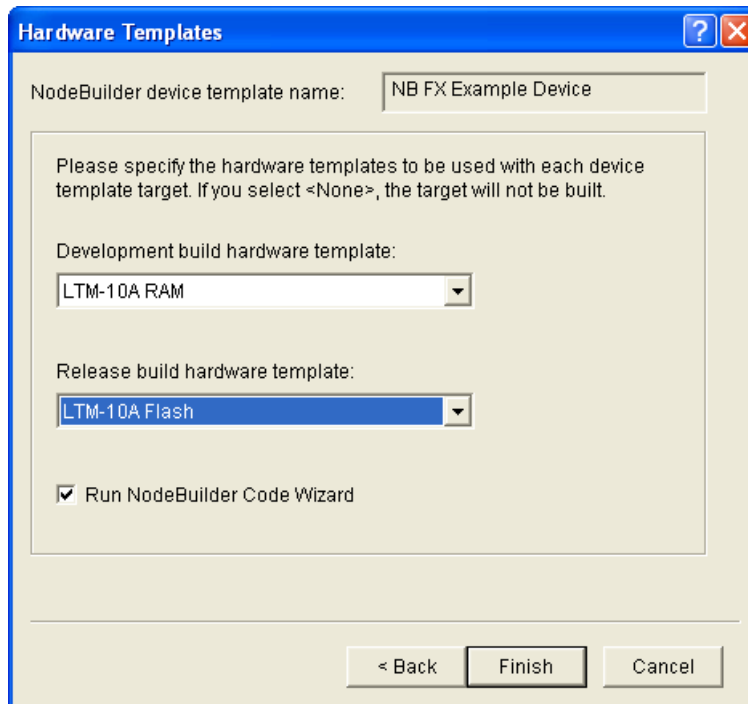 Hardware Templates
NodeBuilder device template name: NB FX Example Device
Please specify the hardware templates to be used with each device
template target. If you select <None>, the target will not be built.
Development build hardware template:
LTM-10A RAM
Release build hardware template:
LTM-10A Flash
Run NodeBuilder Code Wizard
< Back Finish Cancel